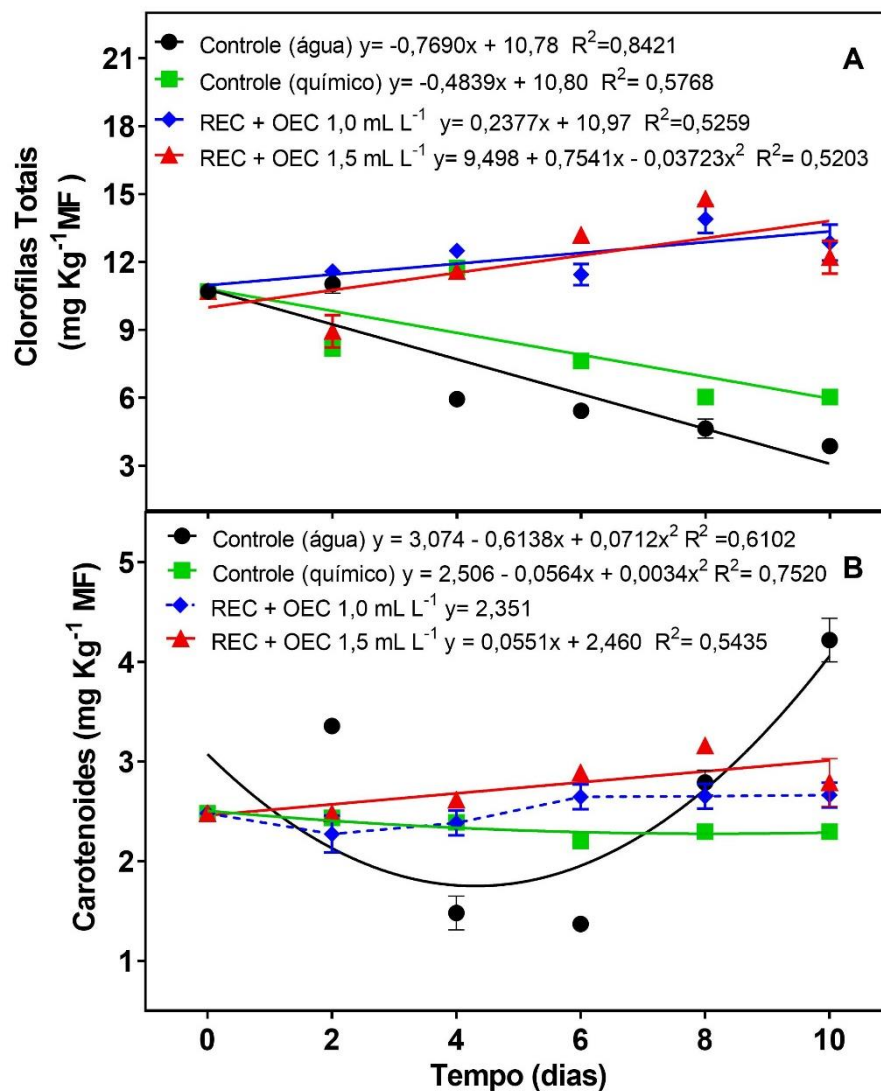 Controle (água) y= -0,7690x + 10,78 R²=0,8421
A
Controle (químico) y= -0,4839x + 10,80 R²= 0,5768
REC + OEC 1,0 mL L⁻¹ y= 0,2377x + 10,97 R²=0,5259
REC + OEC 1,5 mL L⁻¹ y= 9,498 + 0,7541x - 0,03723x² R²= 0,5203
Clorofilas Totais
(mg Kg⁻¹MF )
21
18
15
12
9
6
3
Controle (água) y = 3,074 - 0,6138x + 0,0712x² R² =0,6102
Controle (químico) y = 2,506 - 0,0564x + 0,0034x² R²= 0,7520
B
REC + OEC 1,0 mL L⁻¹ y= 2,351
REC + OEC 1,5 mL L⁻¹ y = 0,0551x + 2,460 R²= 0,5435
Carotenoides (mg Kg⁻¹ MF)
5
4
3
2
1
0 2 4 6 8 10
Tempo (dias)